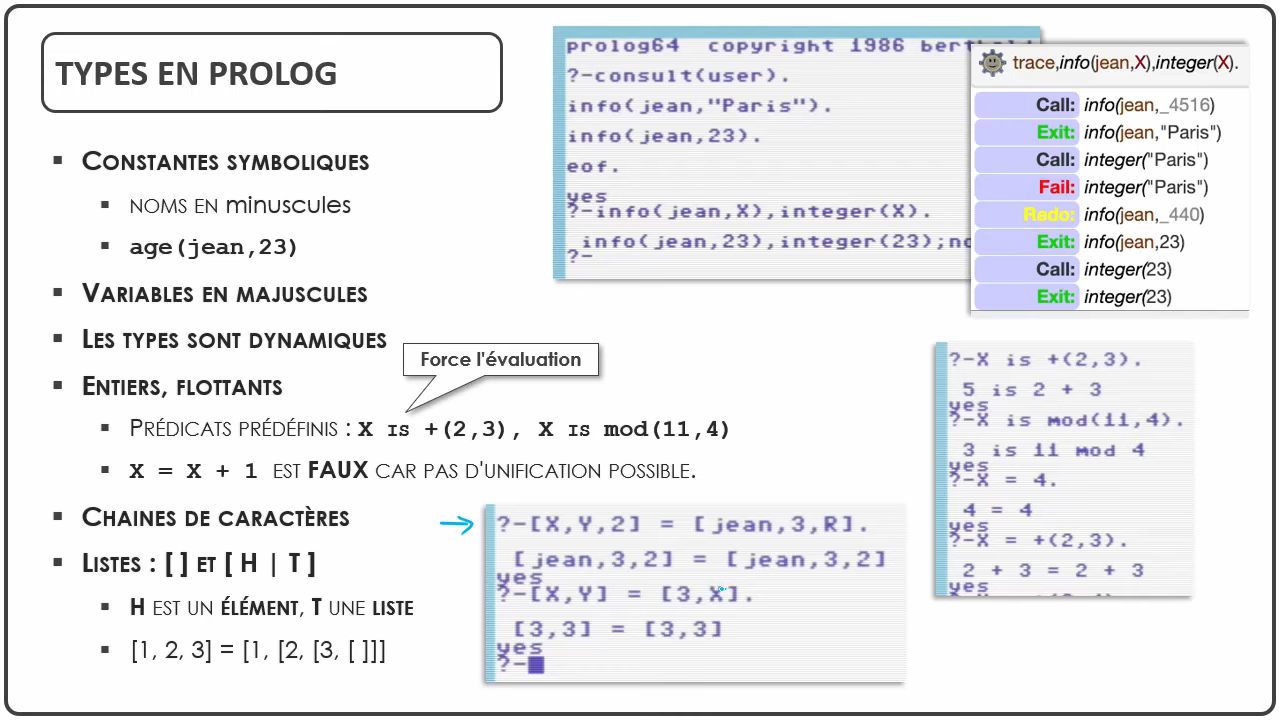 TYPES EN PROLOG
CONSTANTES SYMBOLIQUES
NOMS EN minuscules
age(jean,23)
VARIABLES EN MAJUSCULES
LES TYPES SONT DYNAMIQUES
Force l'évaluation
ENTIERS, FLOTTANTS
PRÉDICATS PRÉDÉFINIS : X IS +(2,3), X IS mod(11,4)
X = X + 1 EST FAUX CAR PAS D'UNIFICATION POSSIBLE.
CHAINES DE CARACTÈRES
LISTES : [ ] ET [ H | T ]
H EST UN ÉLÉMENT, T UNE LISTE
[1, 2, 3] = [1, [2, [3, [ ]]]
prolog64 copyright 1986
?-consult(user).
info(jean,"Paris").
info(jean,23).
eof.
yes
?-info(jean,X),integer(X).
info(jean,23),integer(23);no
?-
trace,info(jean,X),integer(X).
Call: info(jean,_4516)
Exit: info(jean,"Paris")
Call: integer("Paris")
Fail: integer("Paris")
Redo: info(jean,_440)
Exit: info(jean,23)
Call: integer(23)
Exit: integer(23)
?-X is +(2,3).
5 is 2 + 3
yes
?-X is mod(11,4).
3 is 11 mod 4
yes
?-X = 4.
4 = 4
yes
?-X = +(2,3).
2 + 3 = 2 + 3
yes
?-[X,Y,2] = [jean,3,R].
[jean,3,2] = [jean,3,2]
yes
?-[X,Y] = [3,X].
[3,3] = [3,3]
yes
?-